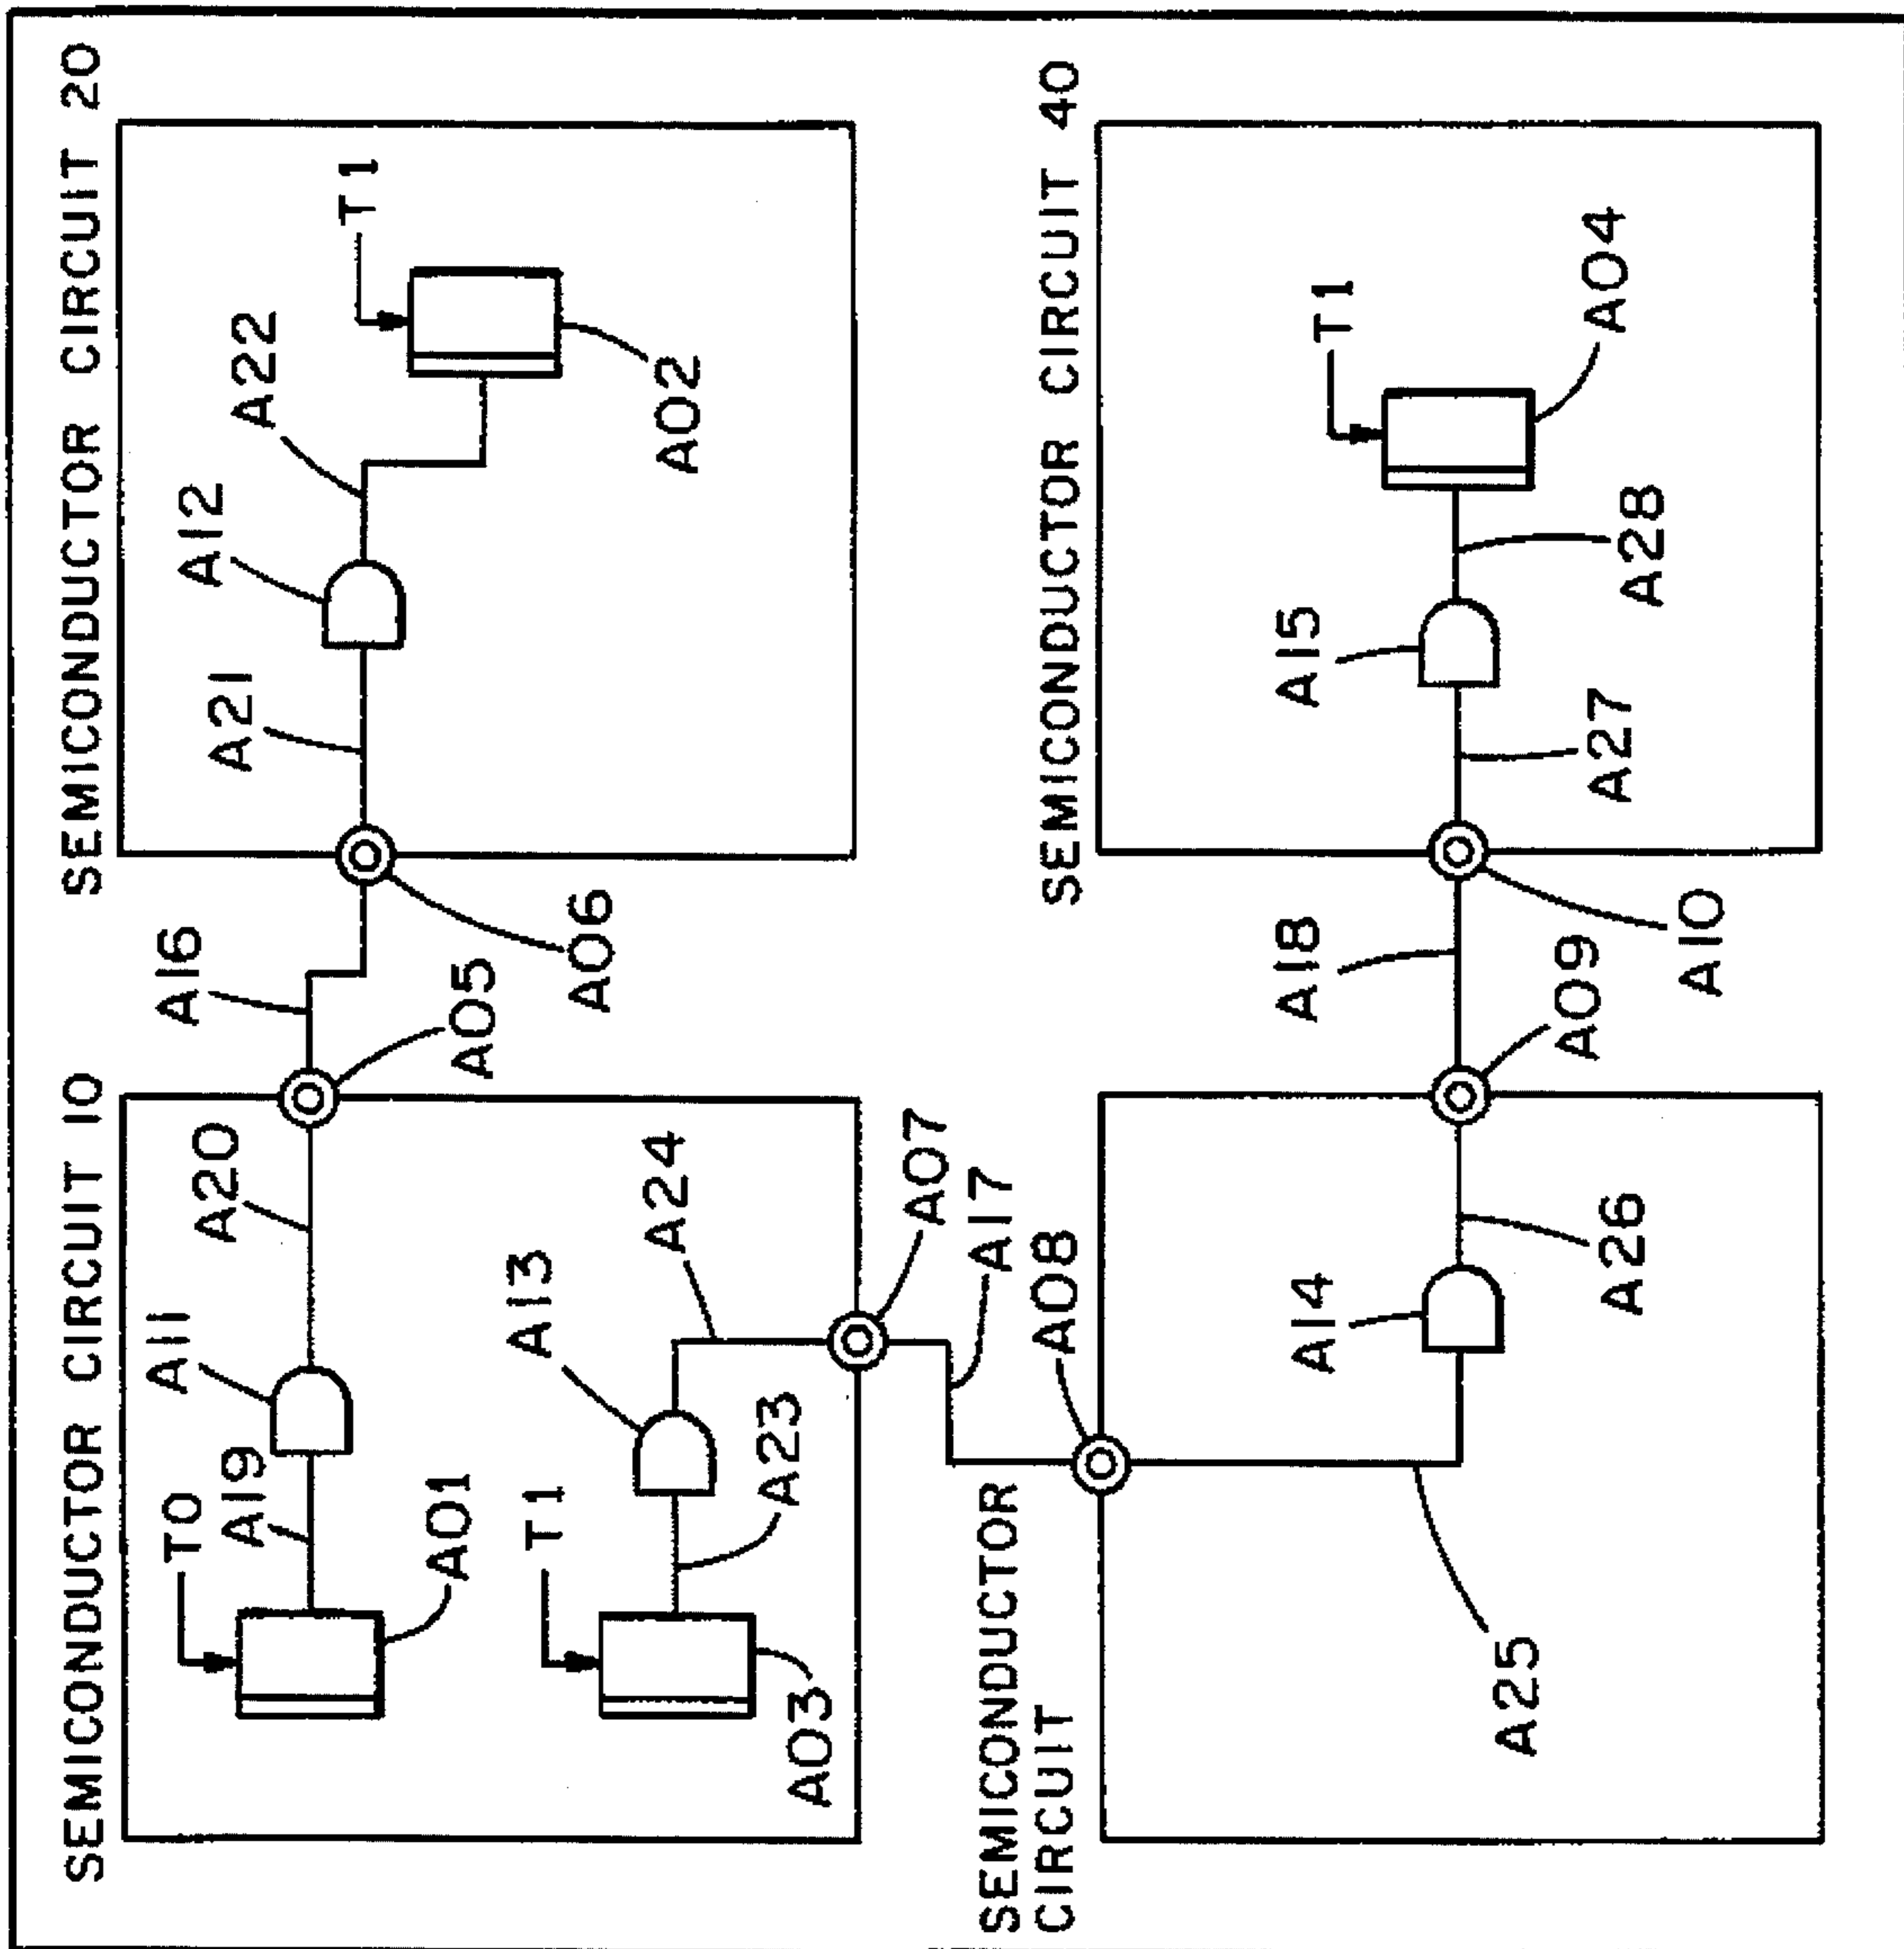 SEMICONDUCTOR CIRCUIT 10
SEMICONDUCTOR CIRCUIT 20
T0
A19
A11
A20
A16
A21
A12
A22
T1
A01
A05
A06
A02
T1
A13
A24
A03
A23
A07
A17
SEMICONDUCTOR
CIRCUIT
A08
SEMICONDUCTOR CIRCUIT 40
A14
A18
A15
T1
A25
A26
A09
A10
A27
A28
A04